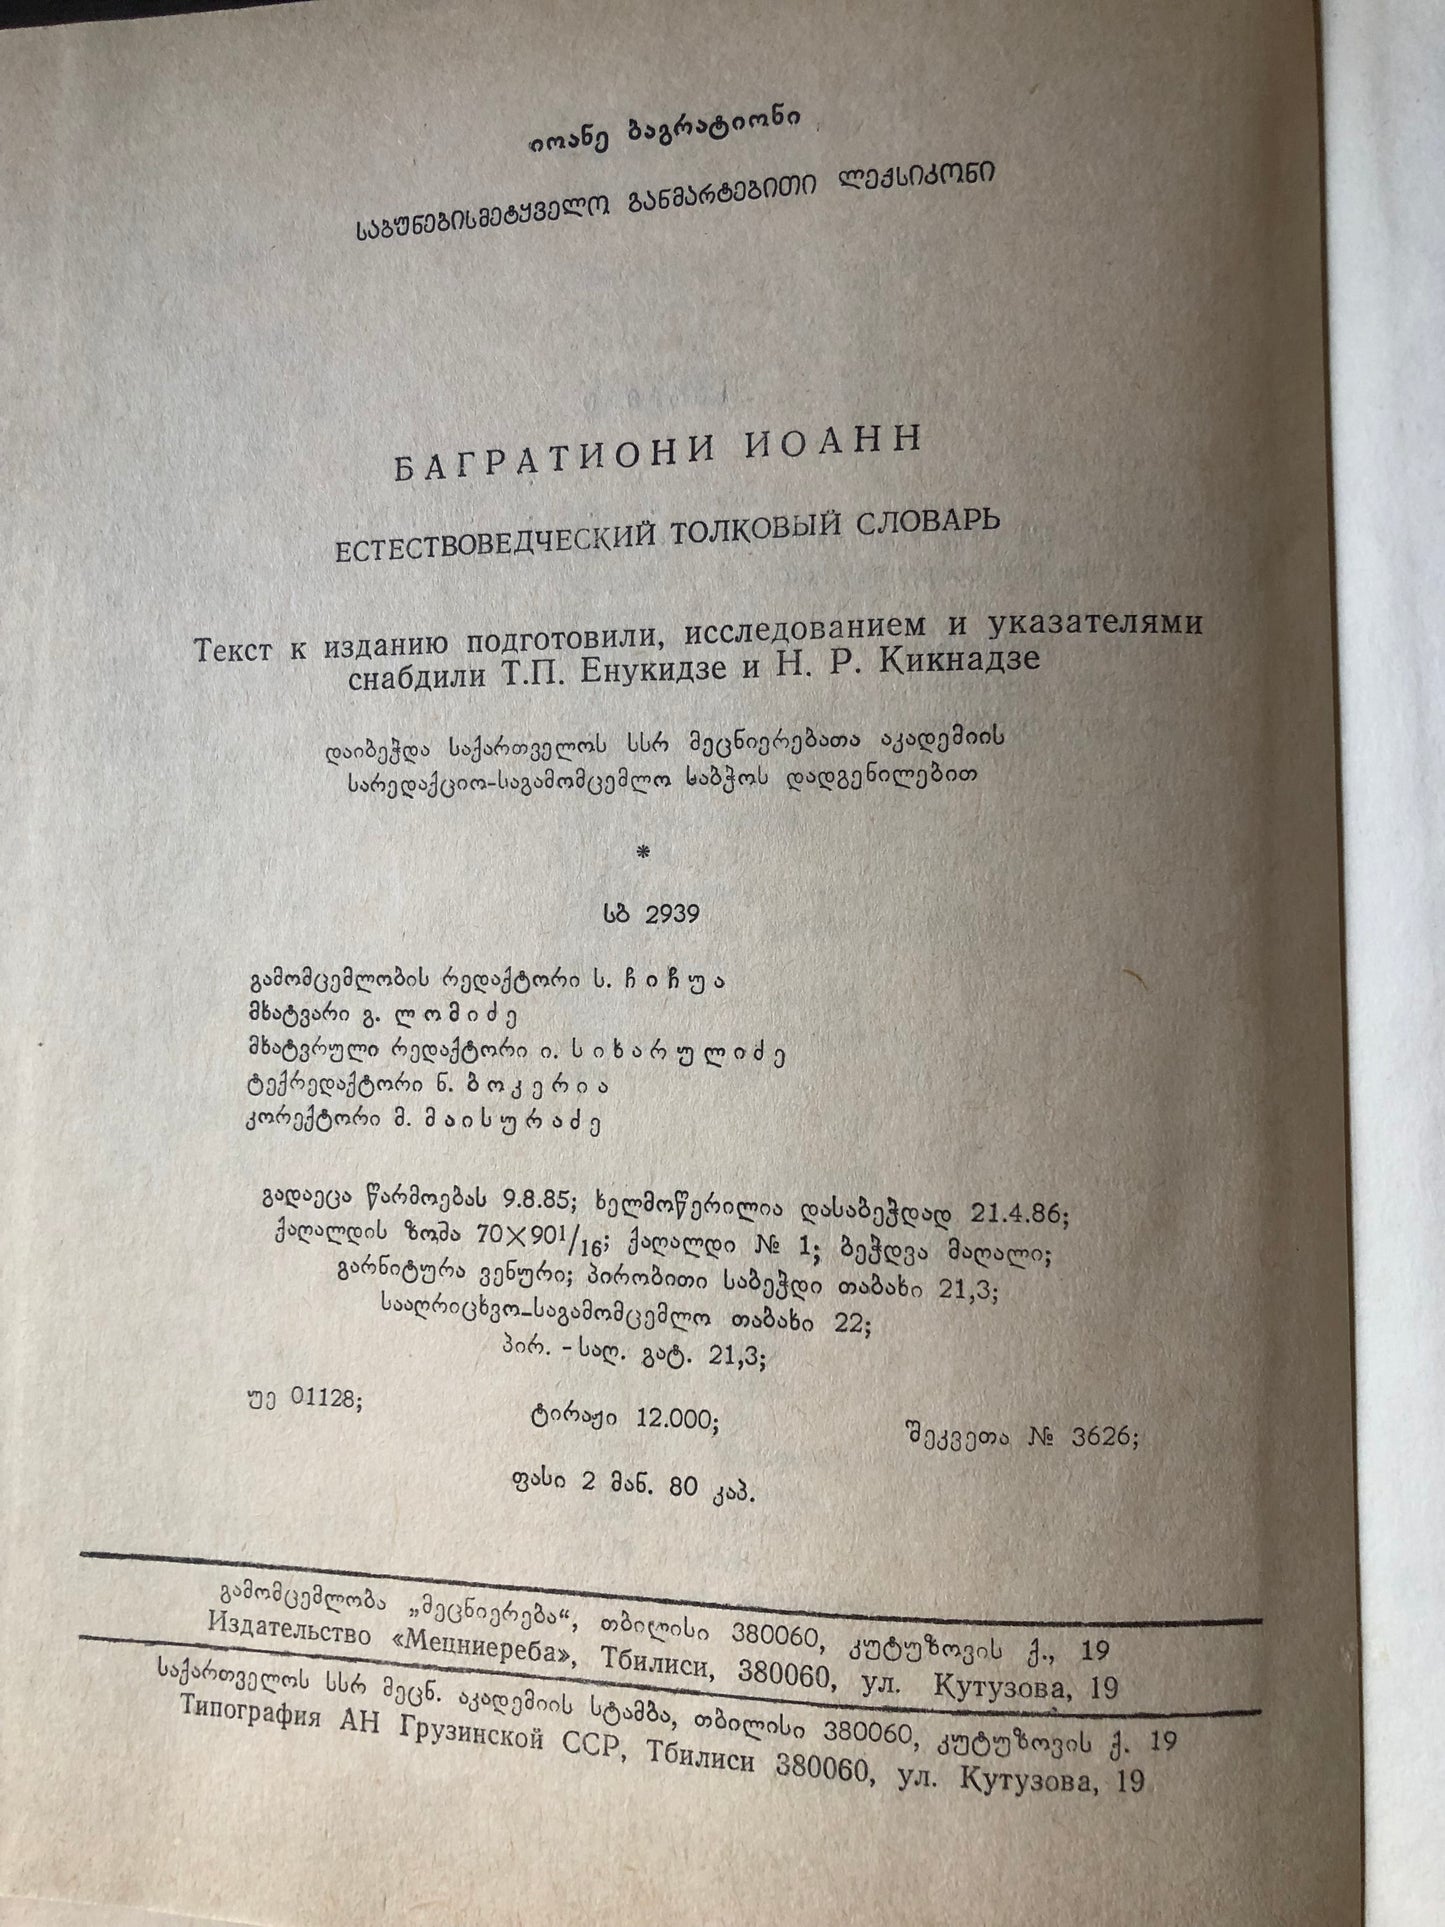 იოანე ბაგრატიონი
საბუნებისმეტყველო განმარტებითი ლექსიკონი
БАГРАТИОНИ ИОАНН
ЕСТЕСТВОВЕДЧЕСКИЙ ТОЛКОВЫЙ СЛОВАРЬ
Текст к изданию подготовили, исследованием и указателями
снабдили Т.П. Енукидзе и Н. Р. Кикнадзе
დაიბეჭდა საქართველოს სსრ მეცნიერებათა აკადემიის
სარედაქციო-საგამომცემლო საბჭოს დადგენილებით
*
სბ 2939
გამომცემლობის რედაქტორი ს. ჩიჩუა
მხატვარი გ. ლომიძე
მხატვრული რედაქტორი ი. სიხარულიძე
ტექრედაქტორი ნ. ბოკერია
კორექტორი მ. მაისურაძე
გადაეცა წარმოებას 9.8.85; ხელმოწერილია დასაბეჭდად 21.4.86;
ქაღალდის ზომა 70×90 1/16; ქაღალდი № 1; ბეჭდვა მაღალი;
გარნიტურა ვენური; პირობითი საბეჭდი თაბახი 21,3;
სააღრიცხვო-საგამომცემლო თაბახი 22;
პირ. - საღ. გატ. 21,3;
უე 01128; ტირაჟი 12.000; შეკვეთა № 3626;
ფასი 2 მან. 80 კაპ.
გამომცემლობა „მეცნიერება“, თბილისი 380060, კუტუზოვის ქ., 19
Издательство «Мецниереба», Тбилиси, 380060, ул. Кутузова, 19
საქართველოს სსრ მეცნ. აკადემიის სტამბა, თბილისი 380060, კუტუზოვის ქ. 19
Типография АН Грузинской ССР, Тбилиси 380060, ул. Кутузова, 19